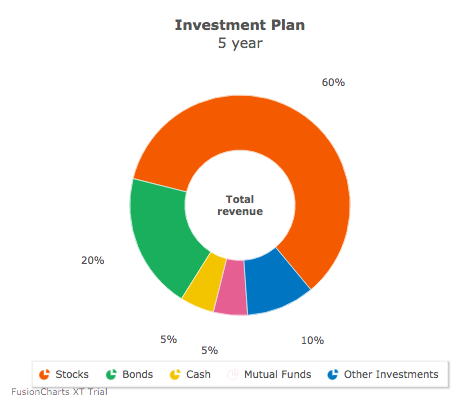 Investment Plan
5 year
60%
Total
revenue
20%
5%
5%
10%
Stocks Bonds Cash Mutual Funds Other Investments
FusionCharts XT Trial